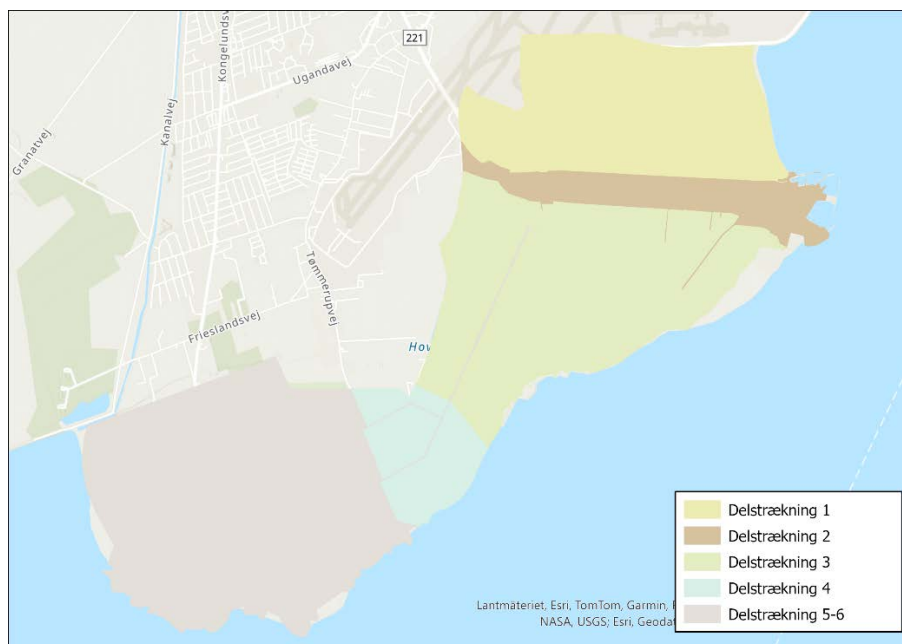 221
Kongelundsv
Ugandavej
Kanalvej
Granatvej
Tømmerupvej
Frieslandsvej
Hov
Delstrækning 1
Delstrækning 2
Delstrækning 3
Delstrækning 4
Delstrækning 5-6
Lantmäteriet, Esri, TomTom, Garmin,
NASA, USGS; Esri, Geodat